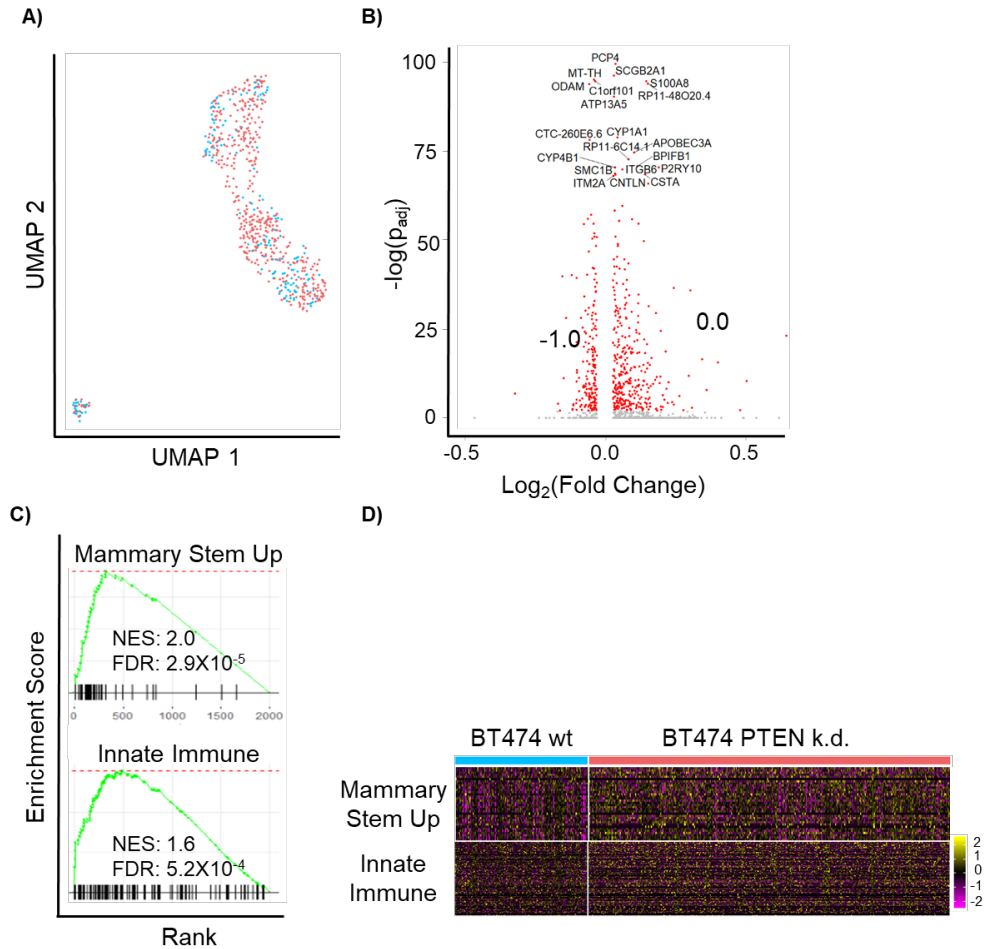 A)
UMAP 2
UMAP 1
B)
-log(p_adj)
100
75
50
25
0
PCP4
SCGB2A1
MT-TH
S100A8
ODAM
C1orf101
RP11-48O20.4
ATP13A5
CTC-260E6.6
CYP1A1
APOBEC3A
RP11-6C14.1
CYP4B1
BPIFB1
SMC1B
ITGB6
P2RY10
ITM2A
CNTLN
CSTA
-1.0
0.0
-0.5
0.0
0.5
Log2(Fold Change)
C)
Enrichment Score
Mammary Stem Up
NES: 2.0
FDR: 2.9X10-5
0
500
1000
1500
2000
Innate Immune
NES: 1.6
FDR: 5.2X10-4
Rank
D)
BT474 wt
BT474 PTEN k.d.
Mammary
Stem Up
Innate
Immune
2
1
0
-1
-2